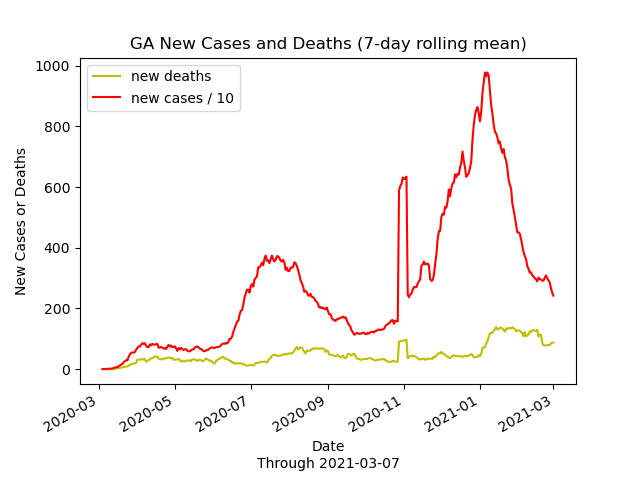 GA New Cases and Deaths (7-day rolling mean)
new deaths
new cases / 10
1000
800
600
400
200
0
New Cases or Deaths
2020-03
2020-05
2020-07
2020-09
2020-11
2021-01
2021-03
Date
Through 2021-03-07